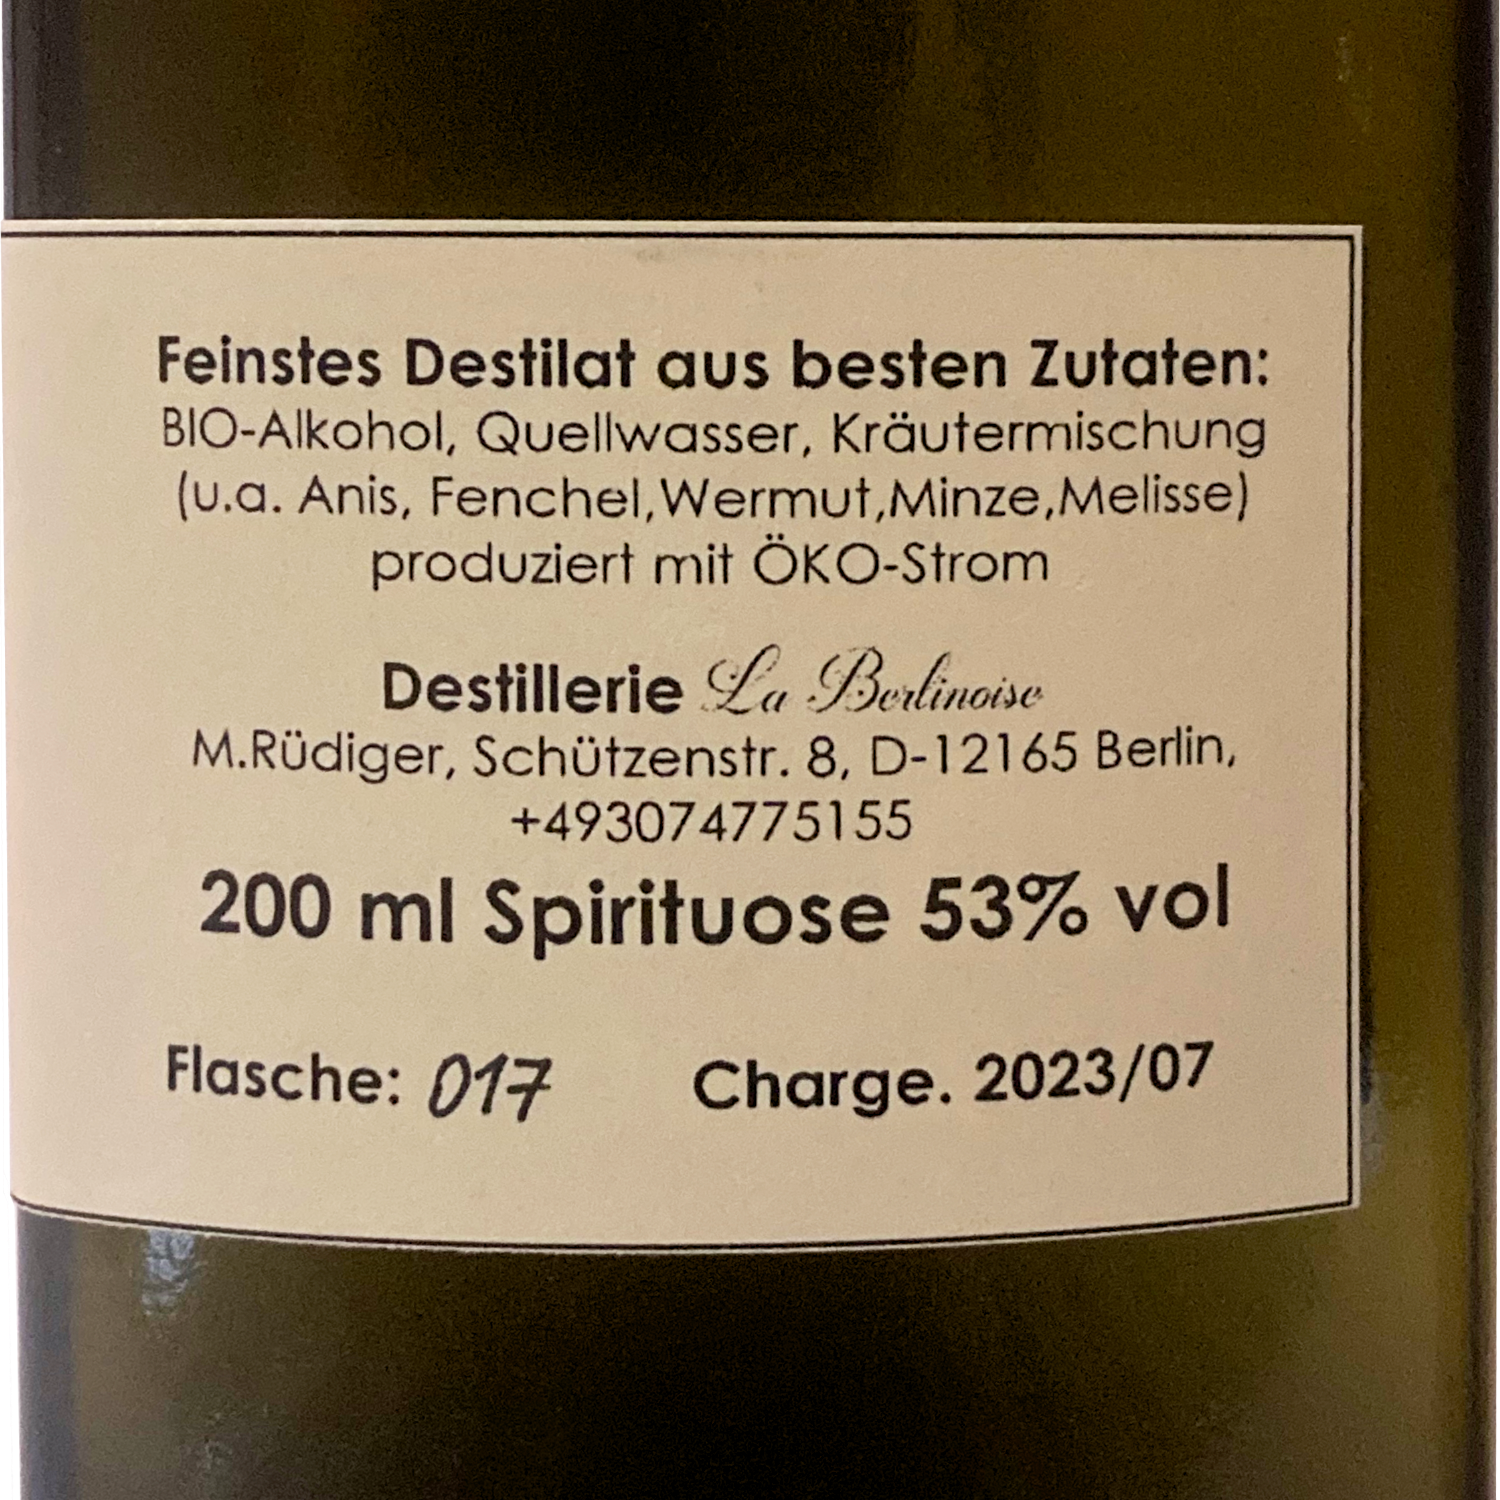 Feinstes Destilat aus besten Zutaten:
BIO-Alkohol, Quellwasser, Kräutermischung
(u.a. Anis, Fenchel,Wermut,Minze,Melisse)
produziert mit ÖKO-Strom
Destillerie La Berlinoise
M.Rüdiger, Schützenstr. 8, D-12165 Berlin,
+493074775155
200 ml Spirituose 53% vol
Flasche: 017 Charge. 2023/07